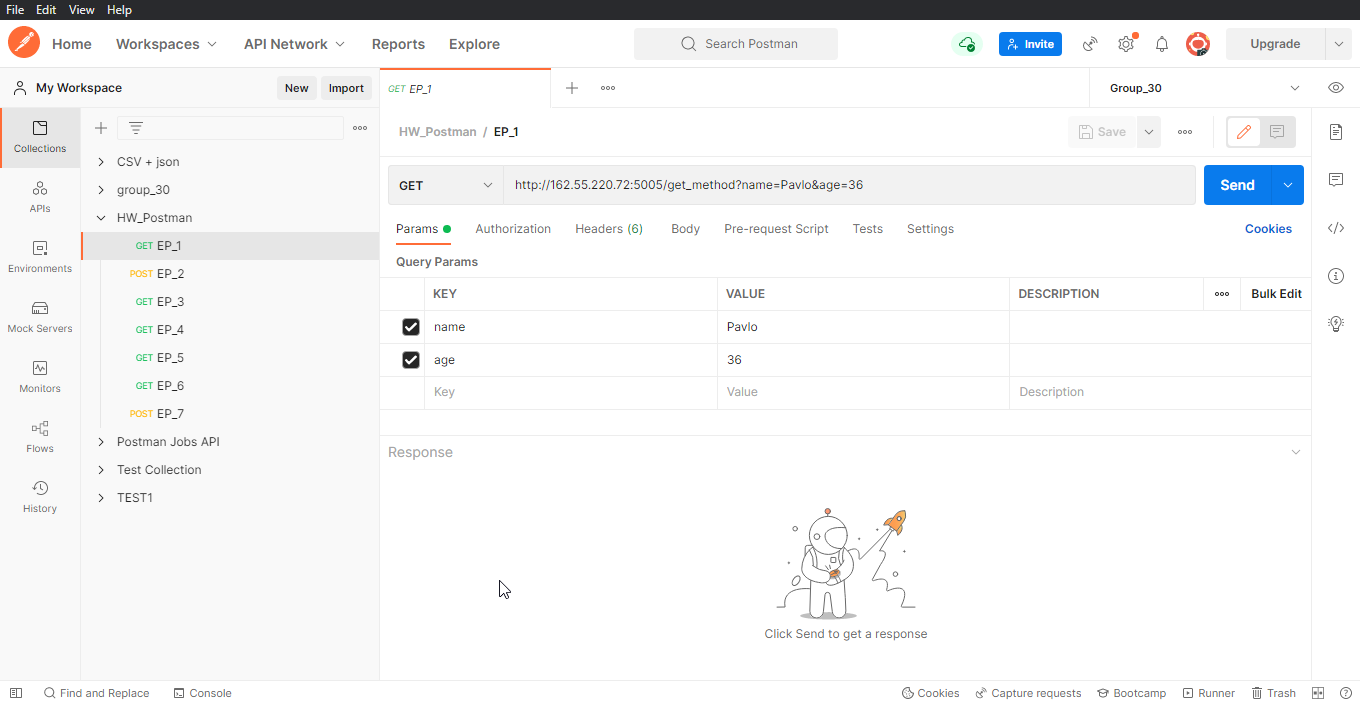 File Edit View Help
Home Workspaces API Network Reports Explore Search Postman Invite Upgrade
My Workspace New Import GET EP_1 Group_30
HW_Postman / EP_1 Save
Collections
APIs
Environments
Mock Servers
Monitors
Flows
History
CSV + json
group_30
HW_Postman
GET EP_1
POST EP_2
GET EP_3
GET EP_4
GET EP_5
GET EP_6
POST EP_7
Postman Jobs API
Test Collection
TEST1
GET http://162.55.220.72:5005/get_method?name=Pavlo&age=36 Send
Params Authorization Headers (6) Body Pre-request Script Tests Settings Cookies
Query Params
KEY VALUE DESCRIPTION Bulk Edit
name Pavlo
age 36
Key Value Description
Response
Click Send to get a response
Find and Replace Console Cookies Capture requests Bootcamp Runner Trash